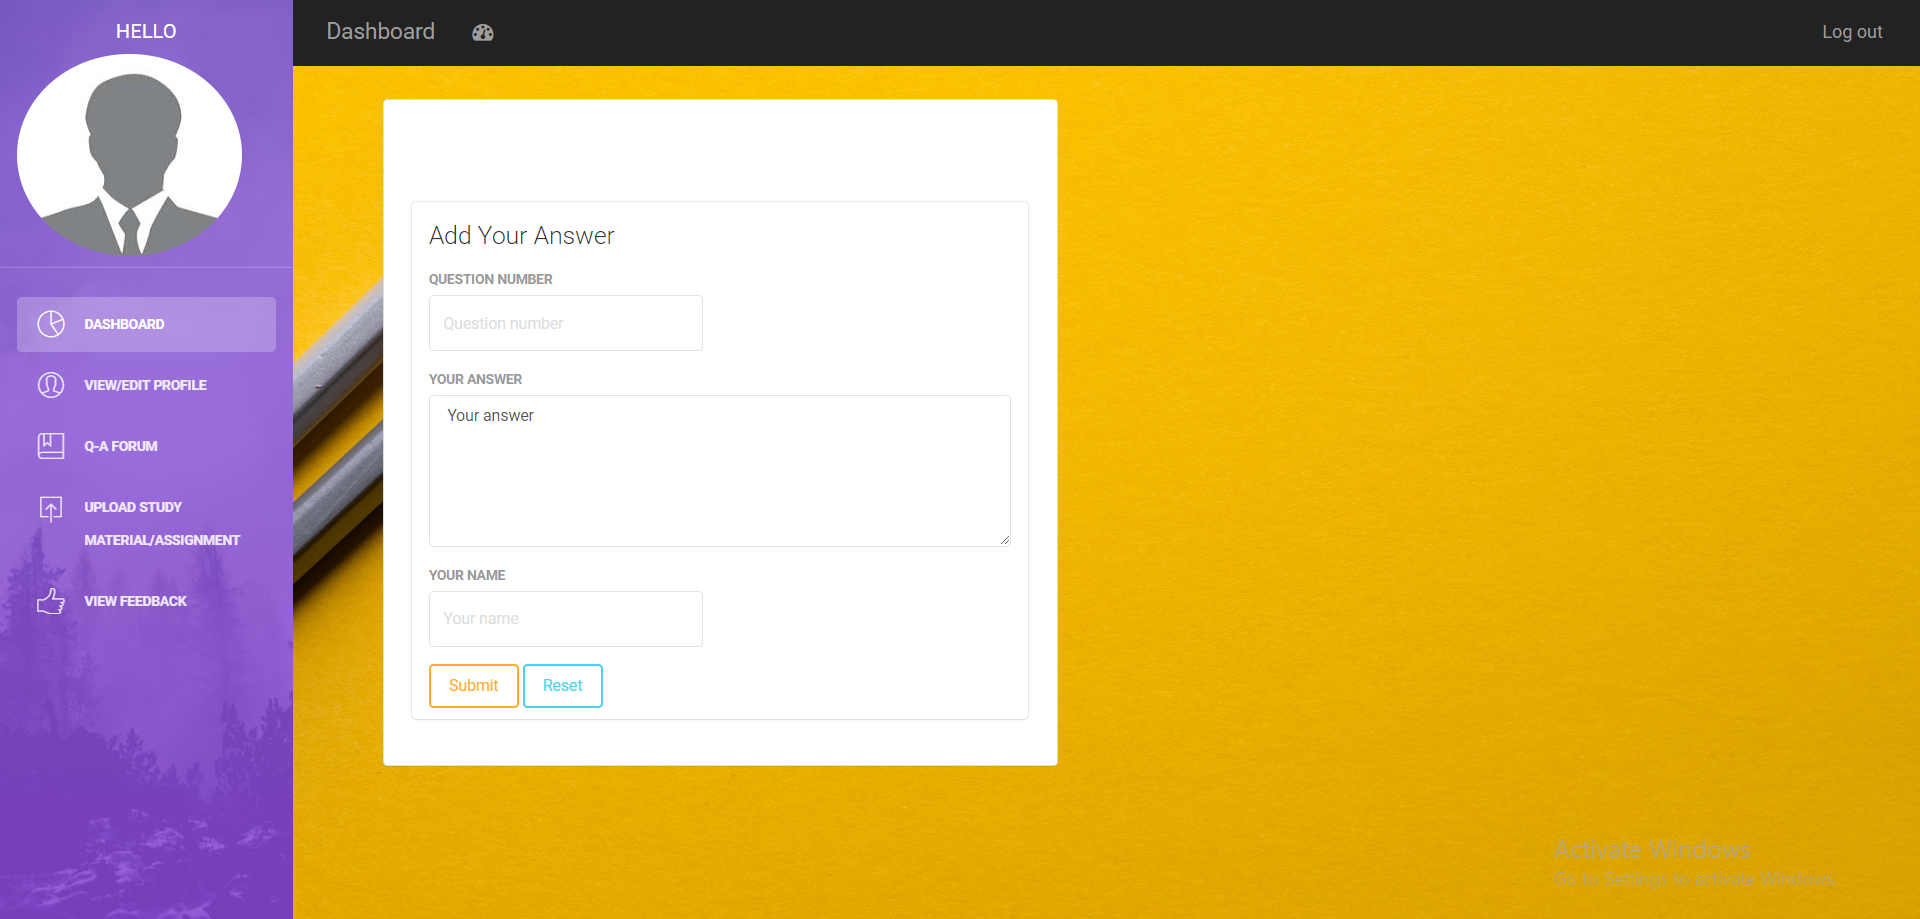 HELLO
Dashboard
Log out
DASHBOARD
VIEW/EDIT PROFILE
Q-A FORUM
UPLOAD STUDY
MATERIAL/ASSIGNMENT
VIEW FEEDBACK
Add Your Answer
QUESTION NUMBER
Question number
YOUR ANSWER
Your answer
YOUR NAME
Your name
Submit Reset
Activate Windows
Go to Settings to activate Windows.